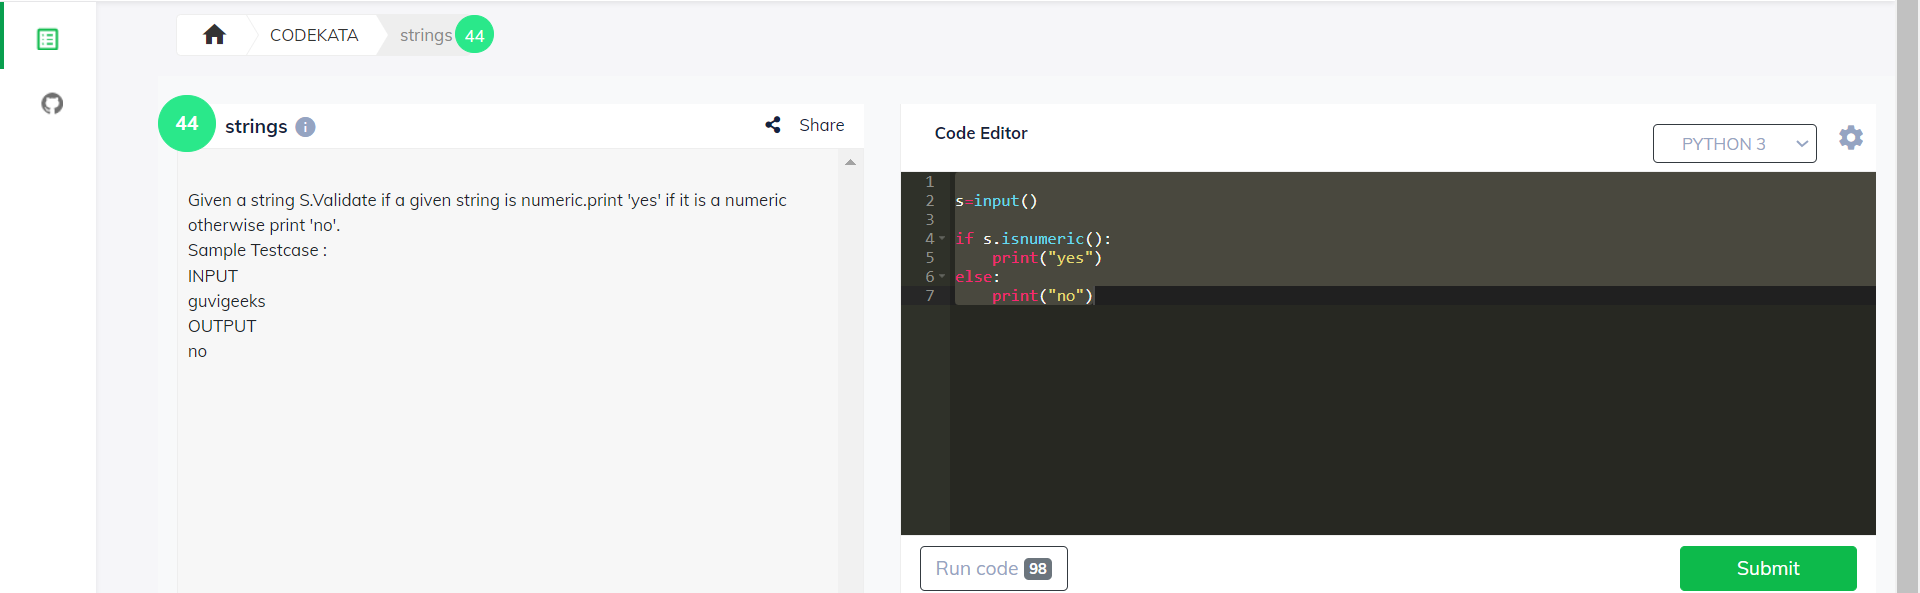 CODEKATA strings 44
44 strings i Share
Given a string S.Validate if a given string is numeric.print 'yes' if it is a numeric
otherwise print 'no'.
Sample Testcase :
INPUT
guvigeeks
OUTPUT
no
Code Editor
PYTHON 3
1
2 s=input()
3
4 if s.isnumeric():
5 print("yes")
6 else:
7 print("no")
Run code 98
Submit